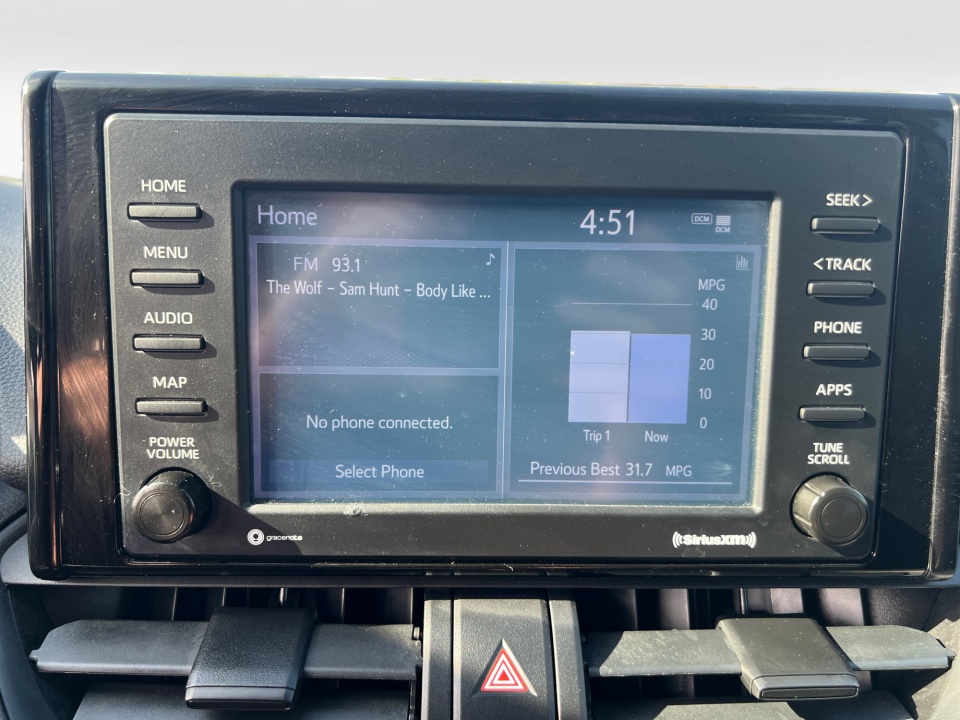 HOME
MENU
AUDIO
MAP
POWER
VOLUME
Home
4:51
DCM
DCM
FM 93.1
The Wolf - Sam Hunt - Body Like ...
No phone connected.
Select Phone
MPG
40
30
20
10
0
Trip 1
Now
Previous Best 31.7 MPG
SEEK>
<TRACK
PHONE
APPS
TUNE
SCROLL
gracenote
((SiriusXM))